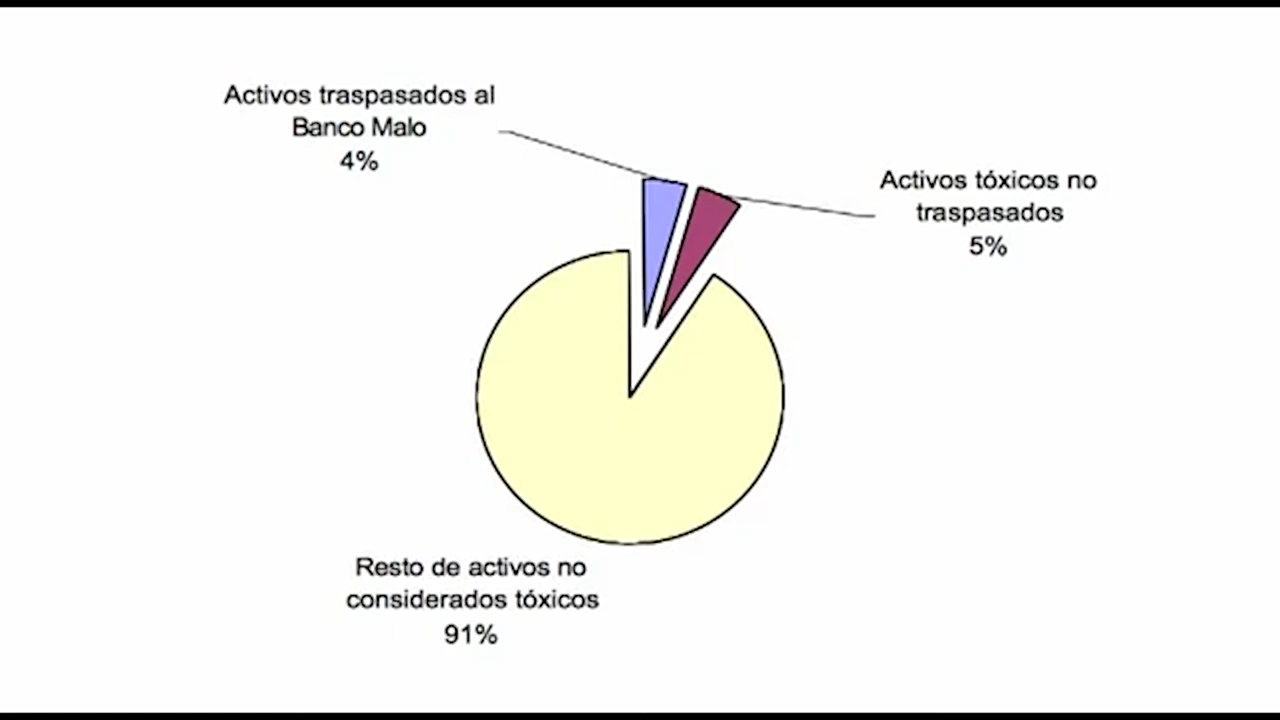 Activos traspasados al
Banco Malo
4%
Activos tóxicos no
traspasados
5%
Resto de activos no
considerados tóxicos
91%